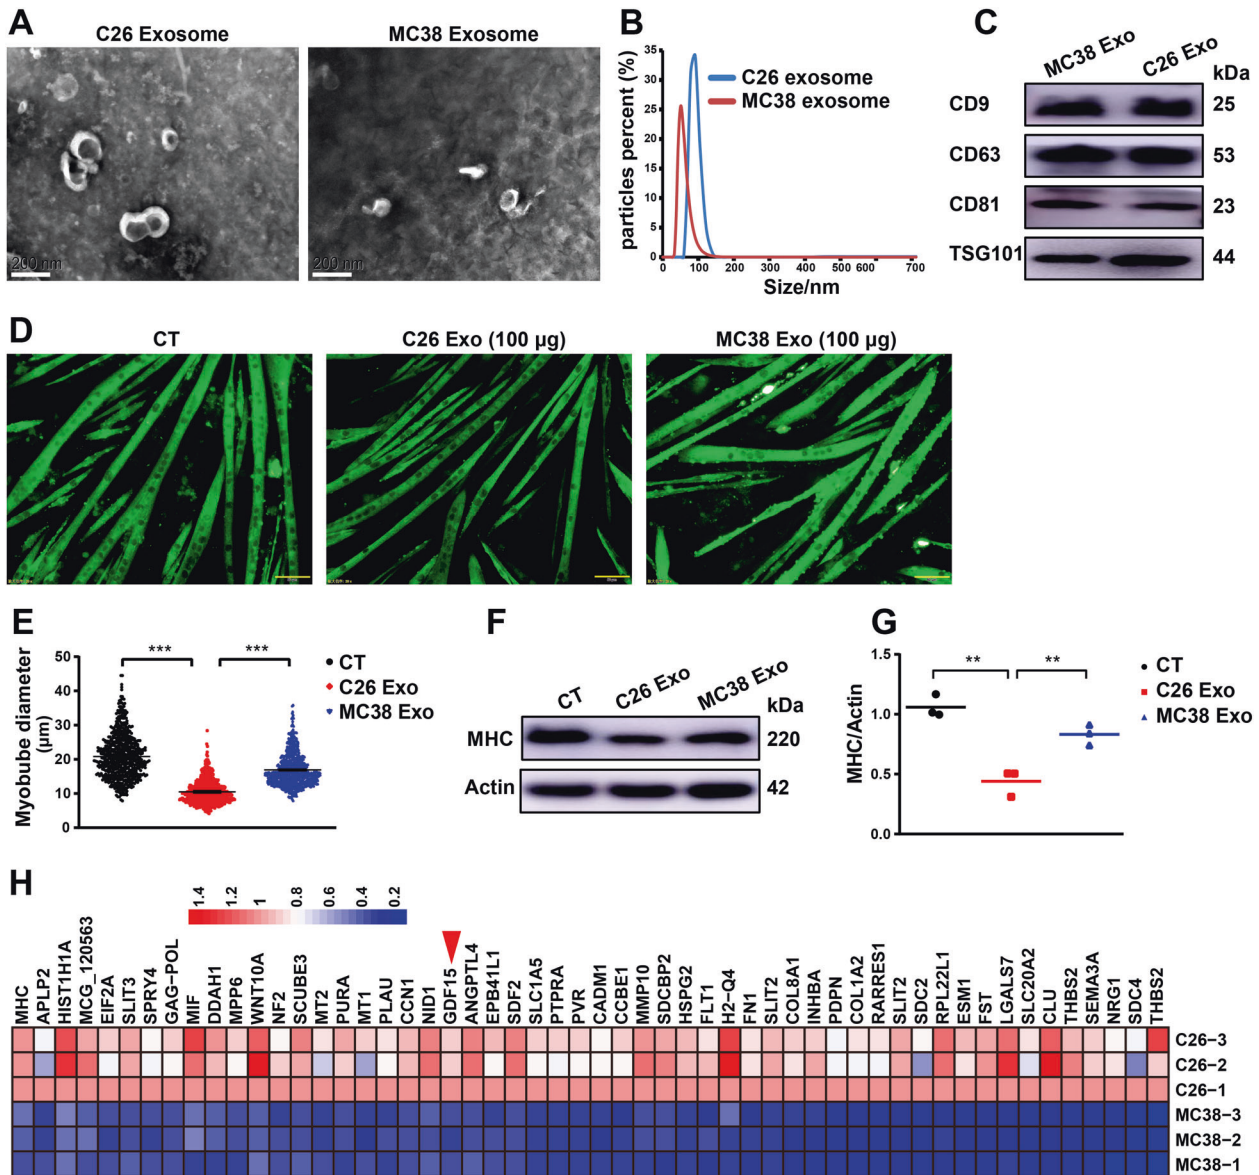 A
C26 Exosome
MC38 Exosome
200 nm
200 nm
B
particles percent (%)
35
30
25
20
15
10
5
0
0 100 200 300 400 500 600 700
Size/nm
C26 exosome
MC38 exosome
C
MC38 Exo C26 Exo
kDa
CD9 25
CD63 53
CD81 23
TSG101 44
D
CT
C26 Exo (100 µg)
MC38 Exo (100 µg)
E
Myobube diameter
(µm)
50
40
30
20
10
0
*** ***
CT
C26 Exo
MC38 Exo
F
CT C26 Exo MC38 Exo
kDa
MHC 220
Actin 42
G
MHC/Actin
1.5
1.0
0.5
0.0
** **
CT
C26 Exo
MC38 Exo
H
1.4 1.2 1 0.8 0.6 0.4 0.2
MHC
APLP2
HIST1H1A
MCG_120563
EIF2A
SLIT3
SPRY4
GAG-POL
MIF
DDAH1
MPP6
WNT10A
NF2
SCUBE3
MT2
PURA
MT1
PLAU
CCN1
NID1
GDF15
ANGPTL4
EPB41L1
SDF2
SLC1A5
PTPRA
PVR
CADM1
CCBE1
MMP10
SDCBP2
HSPG2
FLT1
H2-Q4
FN1
SLIT2
COL8A1
INHBA
PDPN
COL1A2
RARRES1
SLIT2
SDC2
RPL22L1
ESM1
FST
LGALS7
SLC20A2
CLU
THBS2
SEMA3A
NRG1
SDC4
THBS2
C26-3
C26-2
C26-1
MC38-3
MC38-2
MC38-1